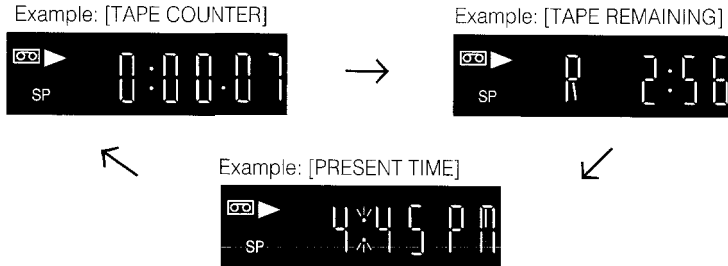 Example: [TAPE COUNTER]
SP 0:00.07
Example: [TAPE REMAINING]
SP R 2:56
Example: [PRESENT TIME]
SP 4:45 PM